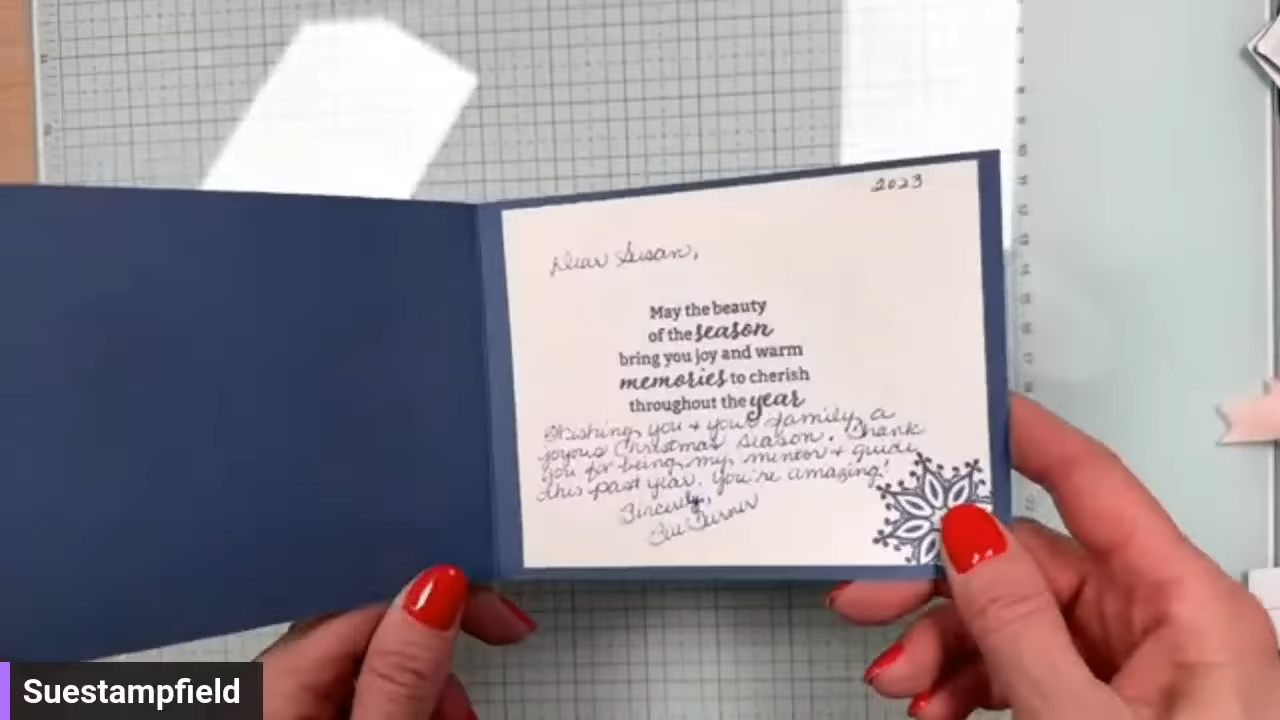 2023
Dear Susan,
May the beauty
of the season
bring you joy and warm
memories to cherish
throughout the year
Wishing you + your family a
joyous Christmas season. Thank
you for being my mentor + guide
this past year. You're amazing!
Sincerely,
Sue
Suestampfield